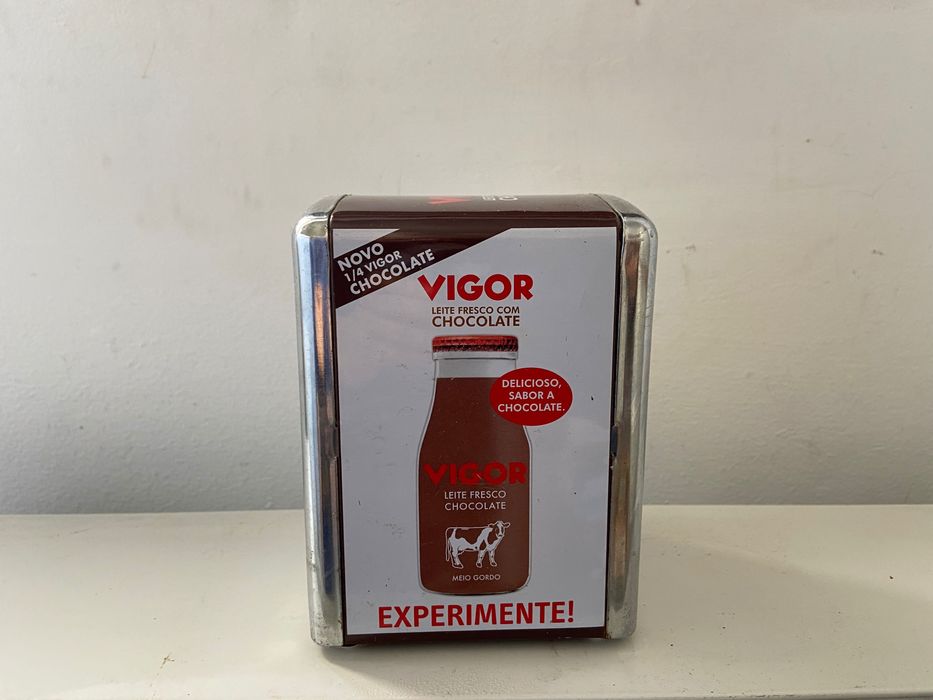 NOVO
1/4 VIGOR
CHOCOLATE
VIGOR
LEITE FRESCO COM
CHOCOLATE
DELICIOSO,
SABOR A
CHOCOLATE.
VIGOR
LEITE FRESCO
CHOCOLATE
MEIO GORDO
EXPERIMENTE!